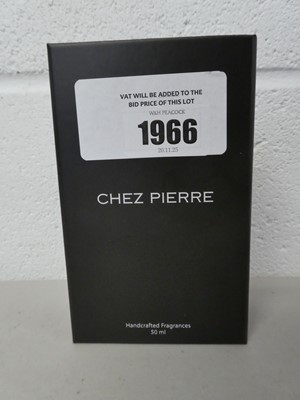 VAT WILL BE ADDED TO THE
BID PRICE OF THIS LOT
W&H PEACOCK
1966
20.11.25
CHEZ PIERRE
Handcrafted Fragrances
50 ml